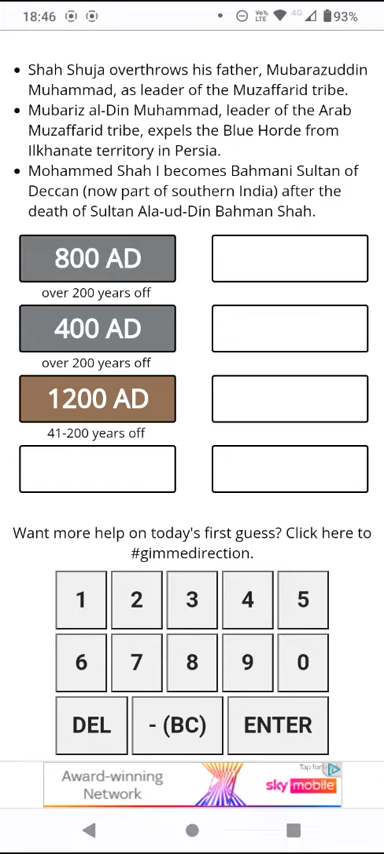 18:46 4G 93%
• Shah Shuja overthrows his father, Mubarazuddin
Muhammad, as leader of the Muzaffarid tribe.
• Mubariz al-Din Muhammad, leader of the Arab
Muzaffarid tribe, expels the Blue Horde from
Ilkhanate territory in Persia.
• Mohammed Shah I becomes Bahmani Sultan of
Deccan (now part of southern India) after the
death of Sultan Ala-ud-Din Bahman Shah.
800 AD
over 200 years off
400 AD
over 200 years off
1200 AD
41-200 years off
Want more help on today's first guess? Click here to
#gimmedirection.
1 2 3 4 5
6 7 8 9 0
DEL - (BC) ENTER
Tap for
Award-winning
Network
sky mobile